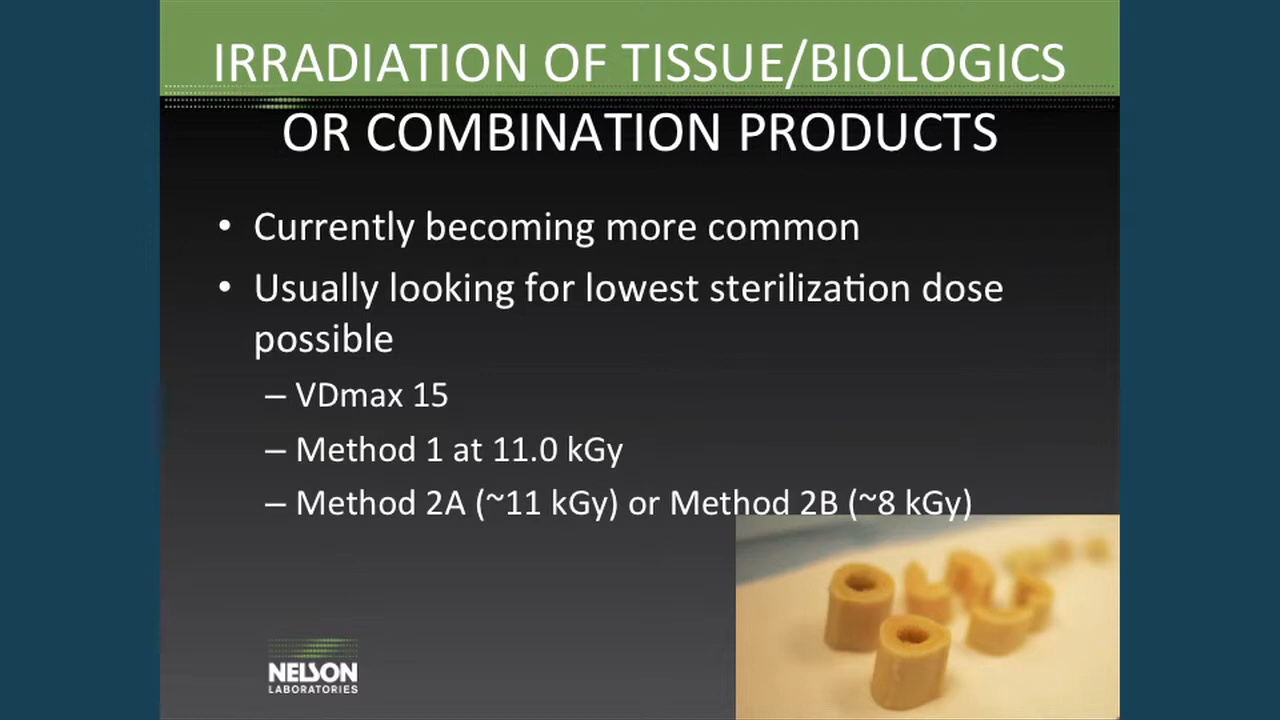 IRRADIATION OF TISSUE/BIOLOGICS
OR COMBINATION PRODUCTS
• Currently becoming more common
• Usually looking for lowest sterilization dose
possible
– VDmax 15
– Method 1 at 11.0 kGy
– Method 2A (~11 kGy) or Method 2B (~8 kGy)
NELSON
LABORATORIES